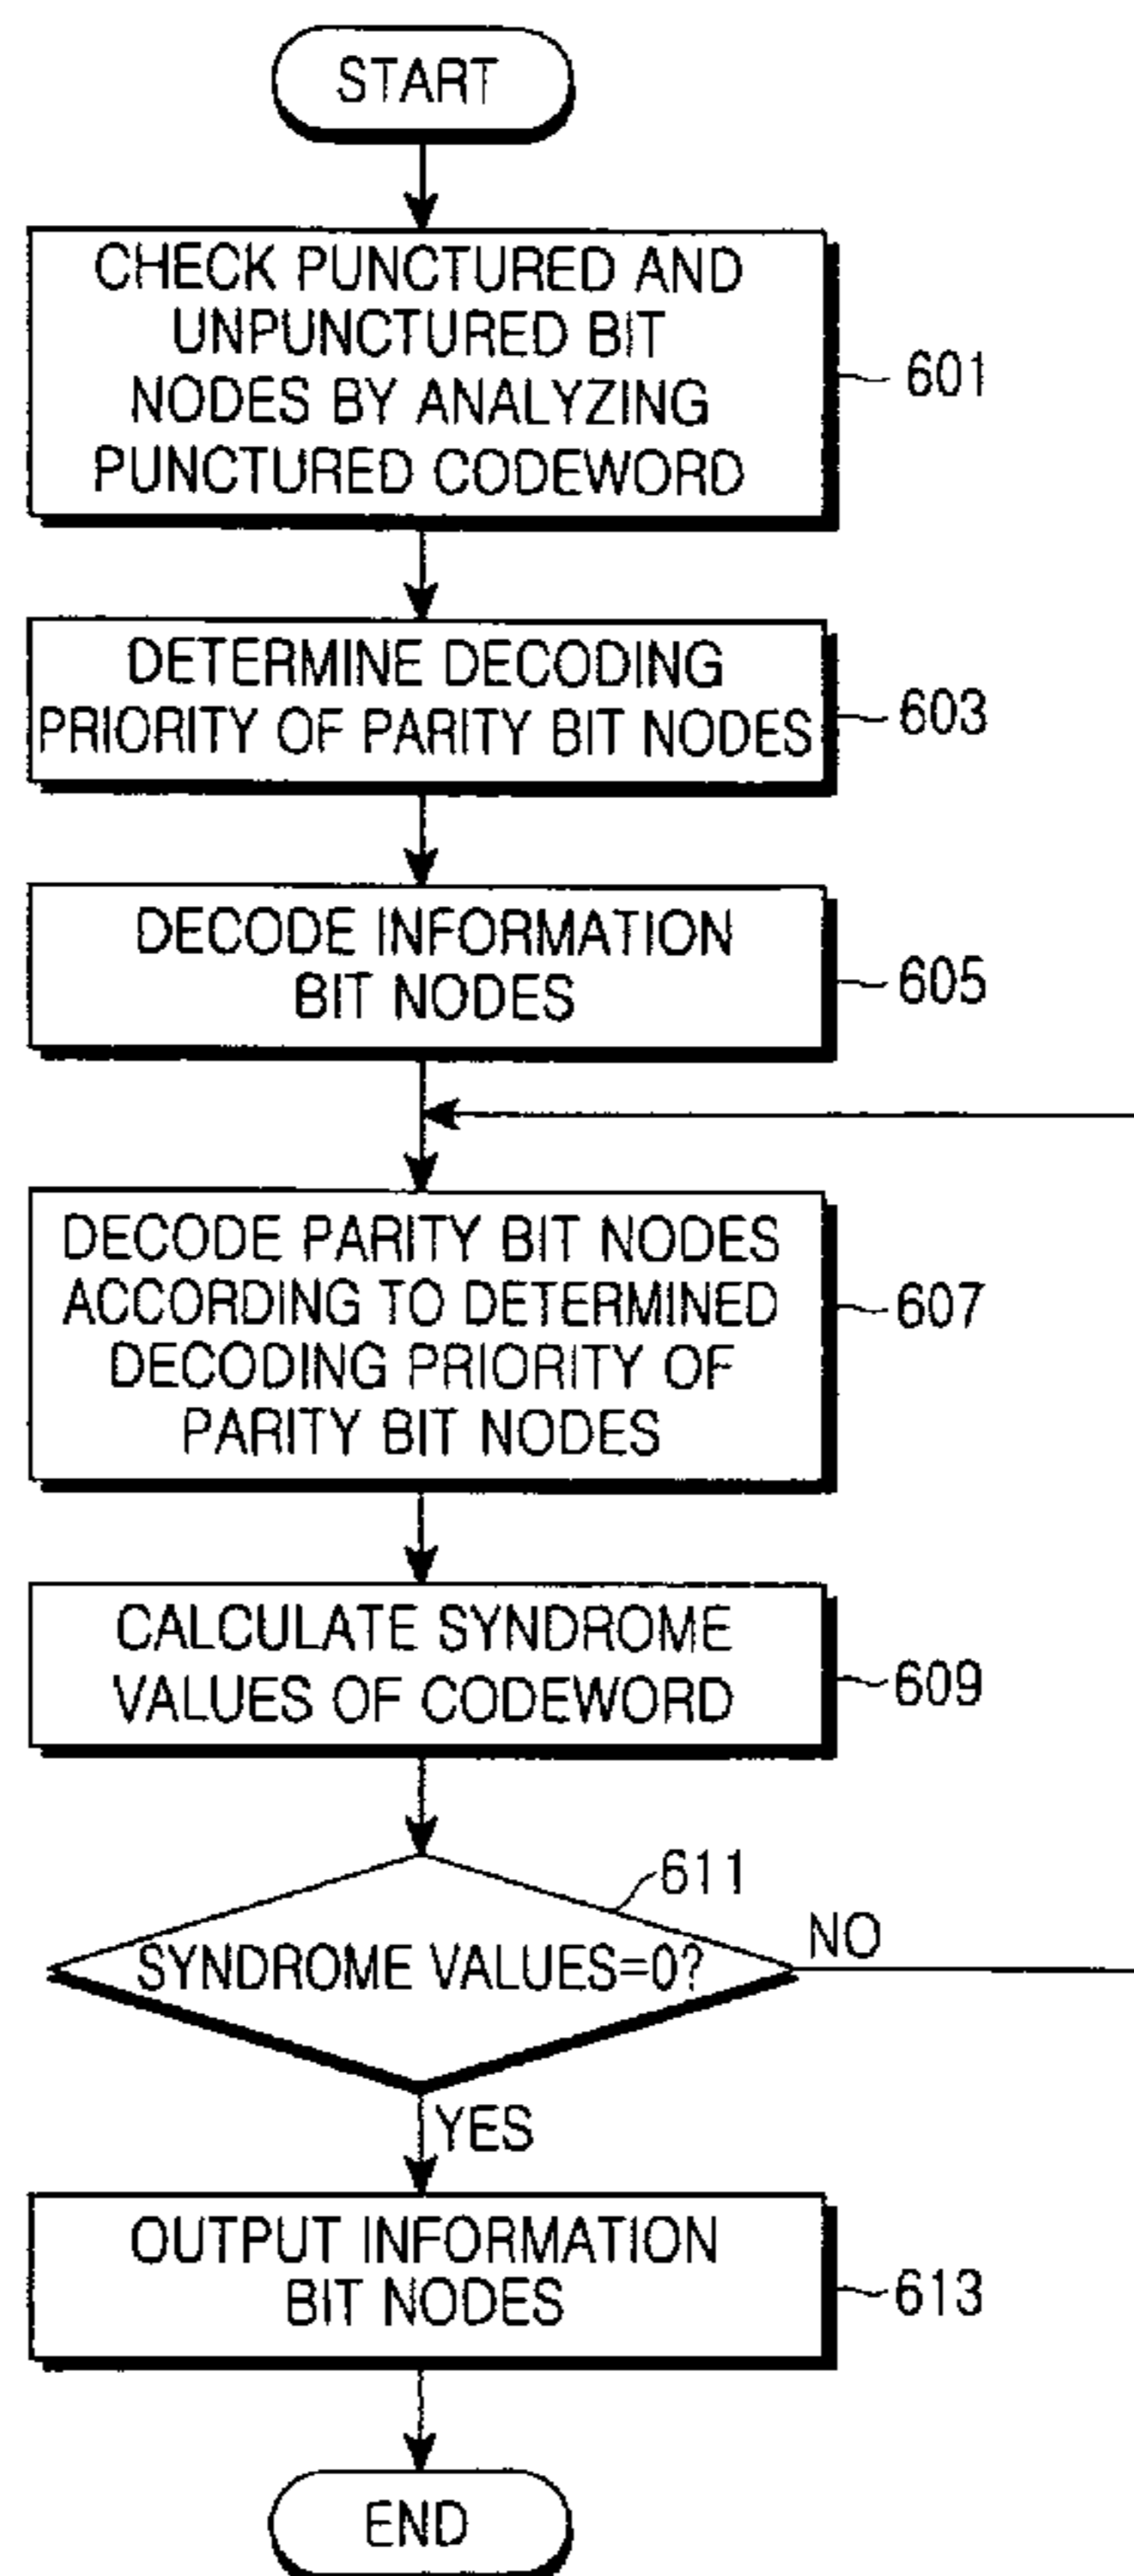 START
CHECK PUNCTURED AND
UNPUNCTURED BIT
NODES BY ANALYZING
PUNCTURED CODEWORD
601
DETERMINE DECODING
PRIORITY OF PARITY BIT NODES
603
DECODE INFORMATION
BIT NODES
605
DECODE PARITY BIT NODES
ACCORDING TO DETERMINED
DECODING PRIORITY OF
PARITY BIT NODES
607
CALCULATE SYNDROME
VALUES OF CODEWORD
609
611
SYNDROME VALUES=0?
NO
YES
OUTPUT INFORMATION
BIT NODES
613
END